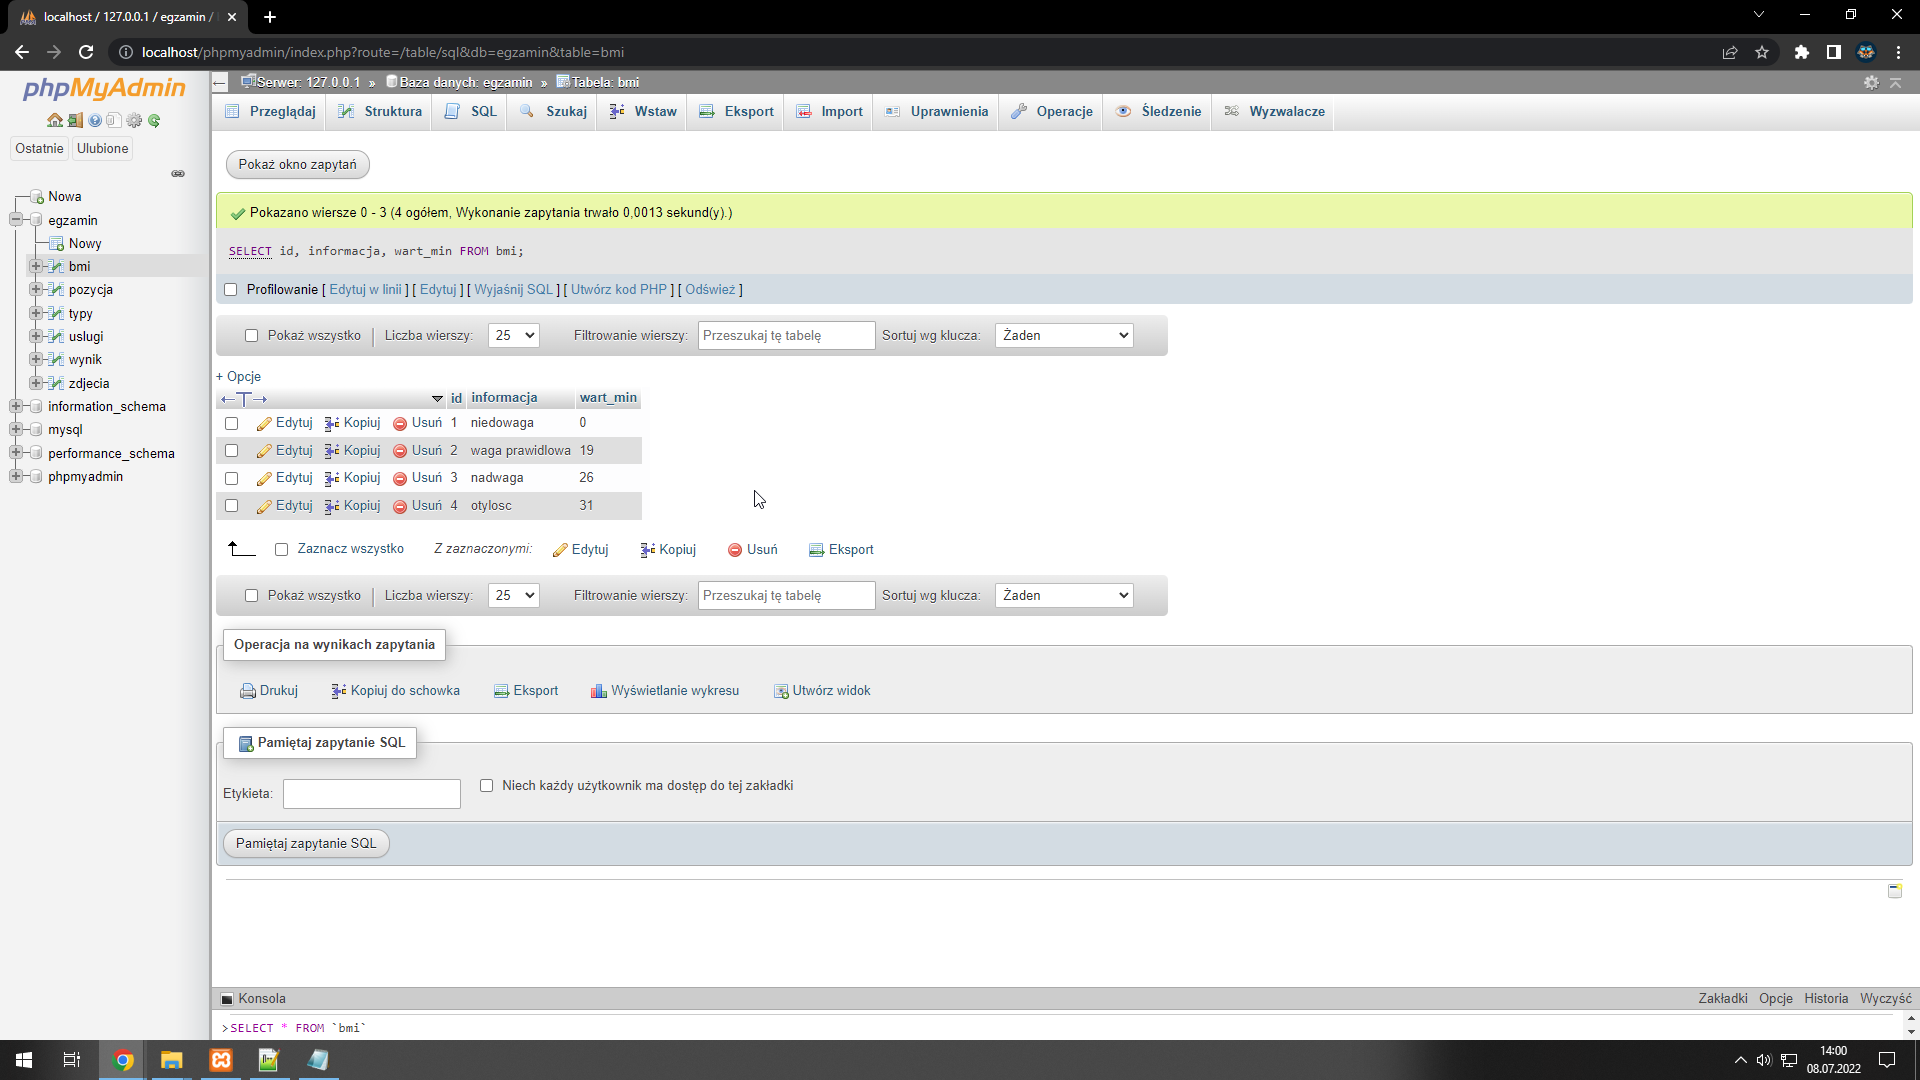 localhost / 127.0.0.1 / egzamin /
localhost/phpmyadmin/index.php?route=/table/sql&db=egzamin&table=bmi
phpMyAdmin
Ostatnie Ulubione
Nowa
egzamin
Nowy
bmi
pozycja
typy
uslugi
wynik
zdjecia
information_schema
mysql
performance_schema
phpmyadmin
Serwer: 127.0.0.1 » Baza danych: egzamin » Tabela: bmi
Przeglądaj Struktura SQL Szukaj Wstaw Eksport Import Uprawnienia Operacje Śledzenie Wyzwalacze
Pokaż okno zapytań
Pokazano wiersze 0 - 3 (4 ogółem, Wykonanie zapytania trwało 0,0013 sekund(y).)
SELECT id, informacja, wart_min FROM bmi;
Profilowanie [ Edytuj w linii ] [ Edytuj ] [ Wyjaśnij SQL ] [ Utwórz kod PHP ] [ Odśwież ]
Pokaż wszystko Liczba wierszy: 25 Filtrowanie wierszy: Przeszukaj tę tabelę Sortuj wg klucza: Żaden
+ Opcje
←T→ id informacja wart_min
Edytuj Kopiuj Usuń 1 niedowaga 0
Edytuj Kopiuj Usuń 2 waga prawidlowa 19
Edytuj Kopiuj Usuń 3 nadwaga 26
Edytuj Kopiuj Usuń 4 otylosc 31
Zaznacz wszystko Z zaznaczonymi: Edytuj Kopiuj Usuń Eksport
Pokaż wszystko Liczba wierszy: 25 Filtrowanie wierszy: Przeszukaj tę tabelę Sortuj wg klucza: Żaden
Operacja na wynikach zapytania
Drukuj Kopiuj do schowka Eksport Wyświetlanie wykresu Utwórz widok
Pamiętaj zapytanie SQL
Etykieta: Niech każdy użytkownik ma dostęp do tej zakładki
Pamiętaj zapytanie SQL
Konsola Zakładki Opcje Historia Wyczyść
>SELECT * FROM `bmi`
14:00
08.07.2022